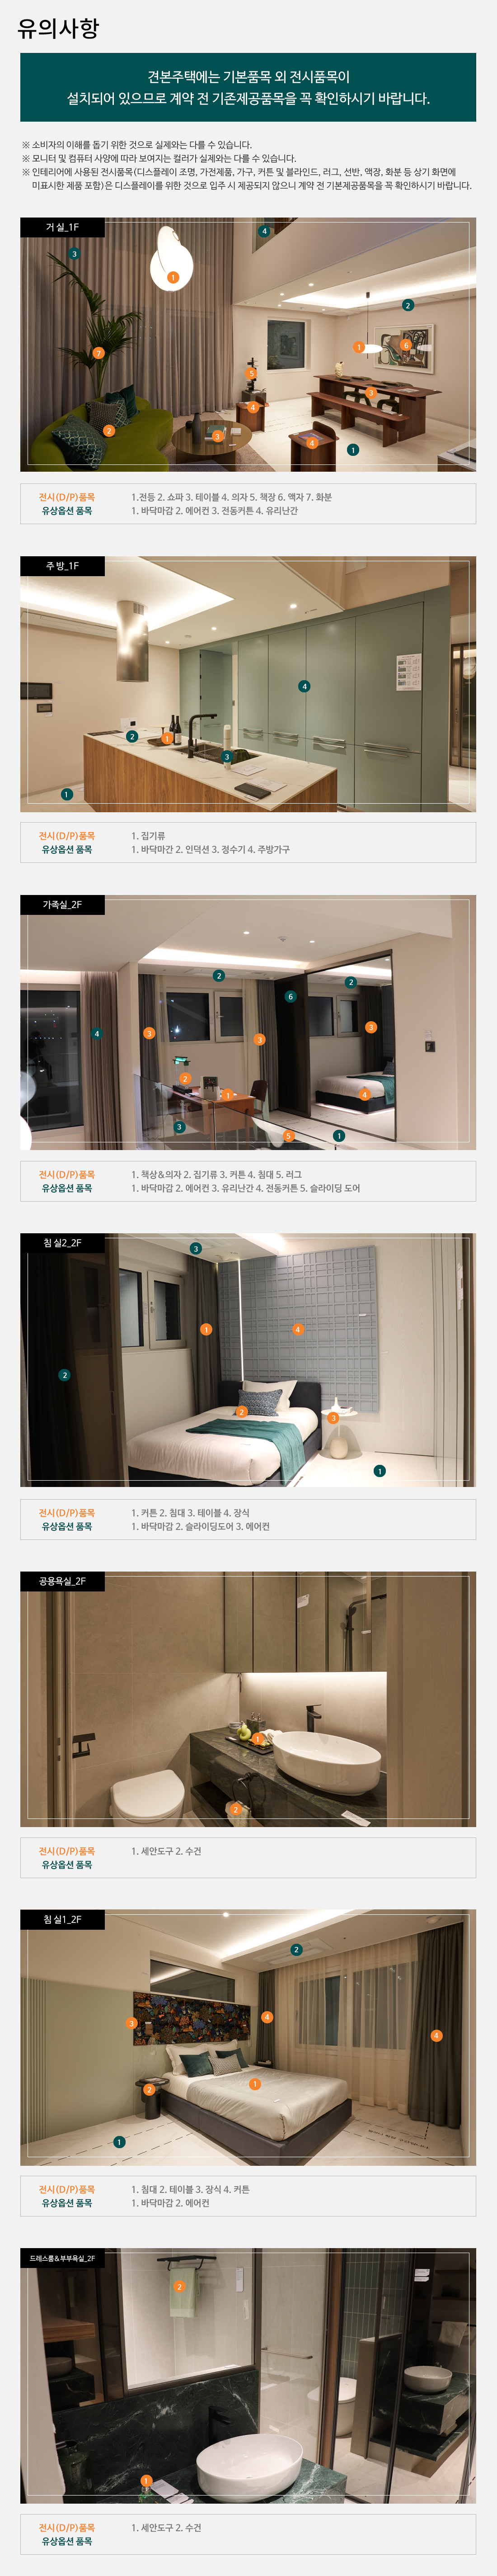 유의사항
견본주택에는 기본품목 외 전시품목이
설치되어 있으므로 계약 전 기존제공품목을 꼭 확인하시기 바랍니다.
※ 소비자의 이해를 돕기 위한 것으로 실제와는 다를 수 있습니다.
※ 모니터 및 컴퓨터 사양에 따라 보여지는 컬러가 실제와는 다를 수 있습니다.
※ 인테리어에 사용된 전시품목(디스플레이 조명, 가전제품, 가구, 커튼 및 블라인드, 러그, 선반, 액장, 화분 등 상기 화면에
미표시한 제품 포함)은 디스플레이를 위한 것으로 입주 시 제공되지 않으니 계약 전 기본제공품목을 꼭 확인하시기 바랍니다.
거 실_1F
전시(D/P)품목 1.전등 2. 쇼파 3. 테이블 4. 의자 5. 책장 6. 액자 7. 화분
유상옵션 품목 1. 바닥마감 2. 에어컨 3. 전동커튼 4. 유리난간
주 방_1F
전시(D/P)품목 1. 집기류
유상옵션 품목 1. 바닥마간 2. 인덕션 3. 정수기 4. 주방가구
가족실_2F
전시(D/P)품목 1. 책상&의자 2. 집기류 3. 커튼 4. 침대 5. 러그
유상옵션 품목 1. 바닥마감 2. 에어컨 3. 유리난간 4. 전동커튼 5. 슬라이딩 도어
침 실2_2F
전시(D/P)품목 1. 커튼 2. 침대 3. 테이블 4. 장식
유상옵션 품목 1. 바닥마감 2. 슬라이딩도어 3. 에어컨
공용욕실_2F
전시(D/P)품목 1. 세안도구 2. 수건
유상옵션 품목
침 실1_2F
전시(D/P)품목 1. 침대 2. 테이블 3. 장식 4. 커튼
유상옵션 품목 1. 바닥마감 2. 에어컨
드레스룸&부부욕실_2F
전시(D/P)품목 1. 세안도구 2. 수건
유상옵션 품목